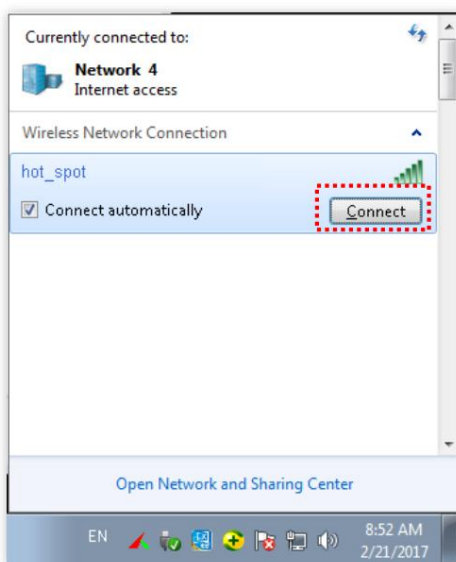 Currently connected to:
Network 4
Internet access
Wireless Network Connection
hot_spot
Connect automatically
Connect
Open Network and Sharing Center
EN
8:52 AM
2/21/2017